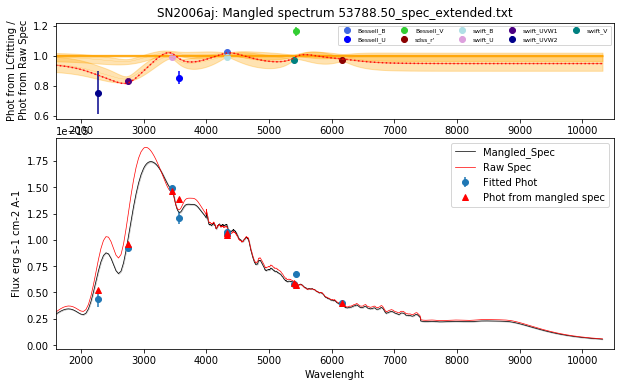 SN2006aj: Mangled spectrum 53788.50_spec_extended.txt
Phot from LCfitting /
Phot from Raw Spec
1.2
1.0
0.8
0.6
Bessell_B
Bessell_U
Bessell_V
sdss_r'
swift_B
swift_U
swift_UVW1
swift_UVW2
swift_V
2000 3000 4000 5000 6000 7000 8000 9000 10000
Flux erg s-1 cm-2 A-1
1.75
1.50
1.25
1.00
0.75
0.50
0.25
0.00
Mangled_Spec
Raw Spec
Fitted Phot
Phot from mangled spec
2000 3000 4000 5000 6000 7000 8000 9000 10000
Wavelenght